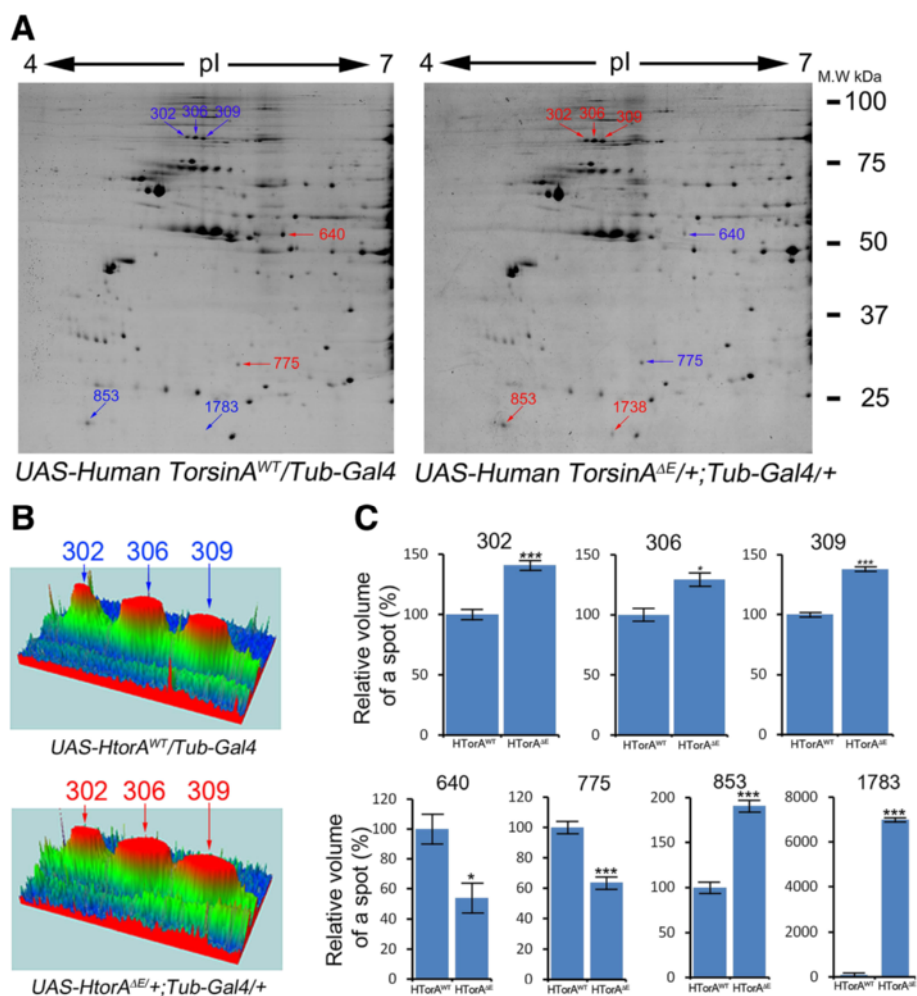 A
4 pI 7
4 pI 7
M.W kDa
302 306 309
640
775
853 1783
302 306 309
640
775
853 1738
100
75
50
37
25
UAS-Human TorsinA^WT/Tub-Gal4
UAS-Human TorsinA^ΔE/+;Tub-Gal4/+
B
302 306 309
UAS-HtorA^WT/Tub-Gal4
302 306 309
UAS-HtorA^ΔE/+;Tub-Gal4/+
C
Relative volume of a spot (%)
302
150
100
50
0
***
HTorA^WT HTorA^ΔE
306
150
100
50
0
*
HTorA^WT HTorA^ΔE
309
150
100
50
0
***
HTorA^WT HTorA^ΔE
Relative volume of a spot (%)
640
120
100
80
60
40
20
0
*
HTorA^WT HTorA^ΔE
775
120
100
80
60
40
20
0
***
HTorA^WT HTorA^ΔE
853
200
150
100
50
0
***
HTorA^WT HTorA^ΔE
1783
8000
6000
4000
2000
0
***
HTorA^WT HTorA^ΔE